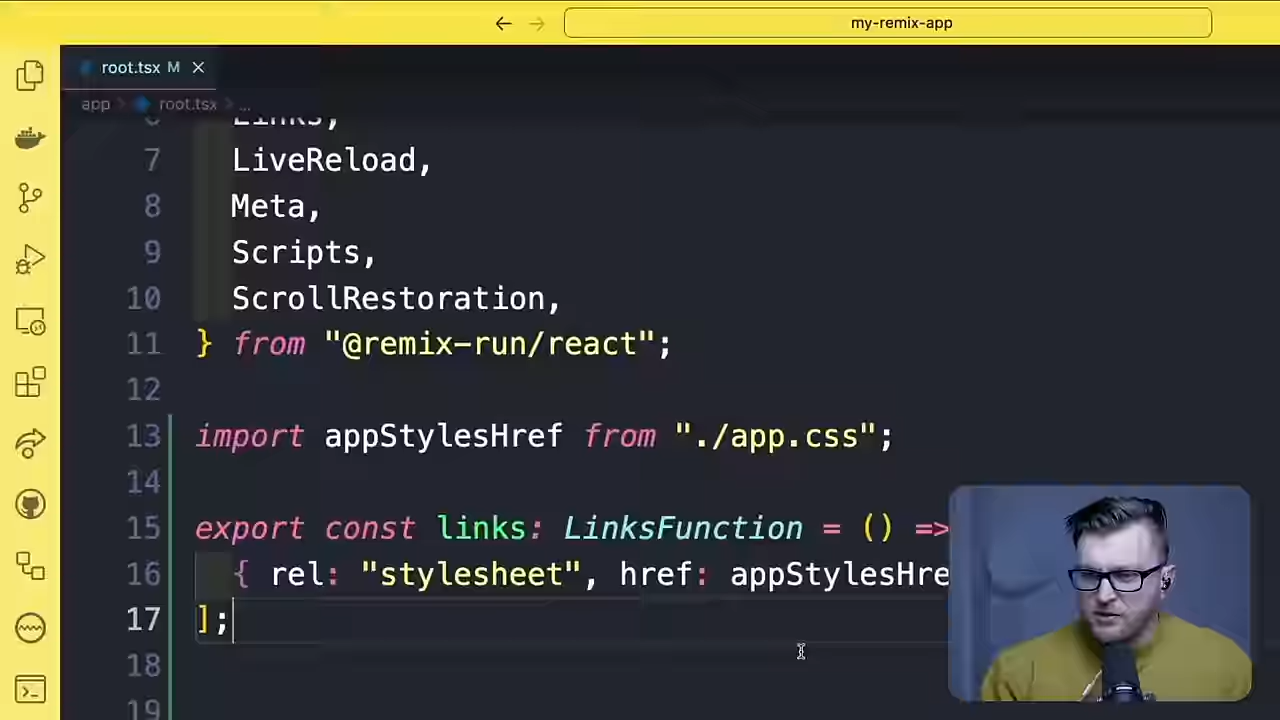 my-remix-app
root.tsx M
app > root.tsx > ...
6 Links,
7 LiveReload,
8 Meta,
9 Scripts,
10 ScrollRestoration,
11 } from "@remix-run/react";
12
13 import appStylesHref from "./app.css";
14
15 export const links: LinksFunction = () =>
16 { rel: "stylesheet", href: appStylesHre
17 ];
18
19